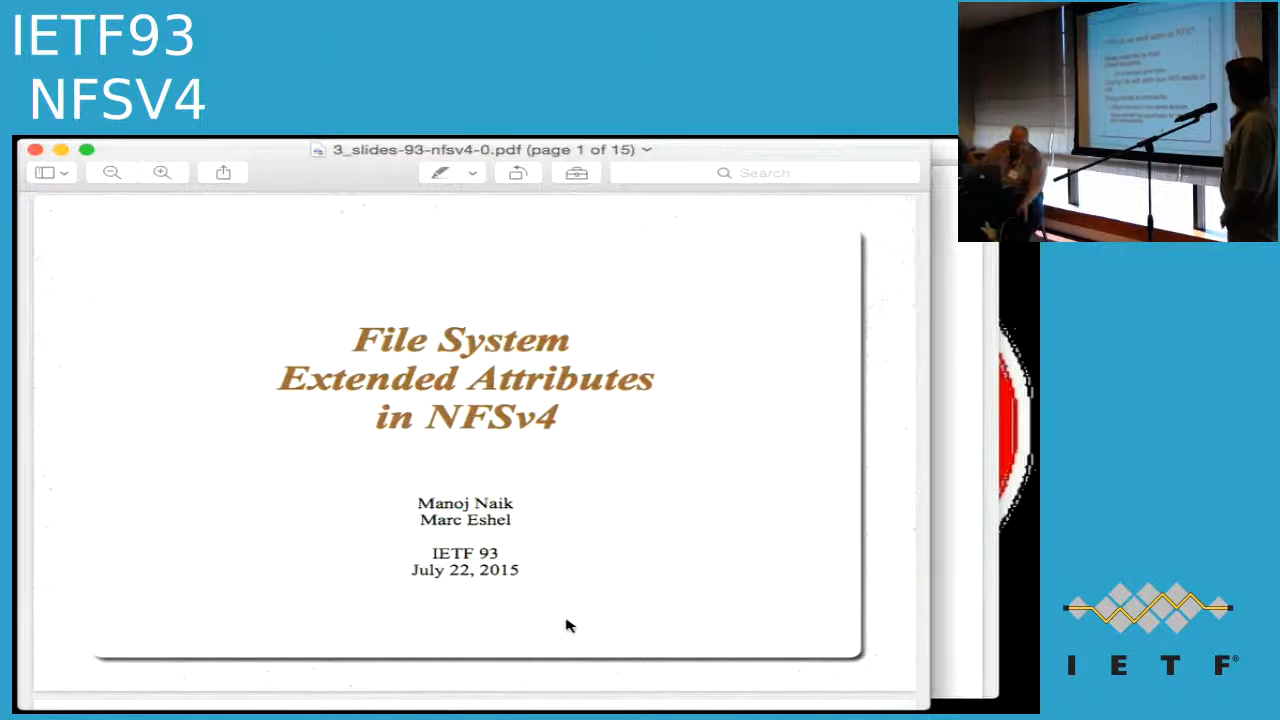 IETF93
NFSV4
3_slides-93-nfsv4-0.pdf (page 1 of 15)
Search
File System
Extended Attributes
in NFSv4
Manoj Naik
Marc Eshel
IETF 93
July 22, 2015
I E T F®